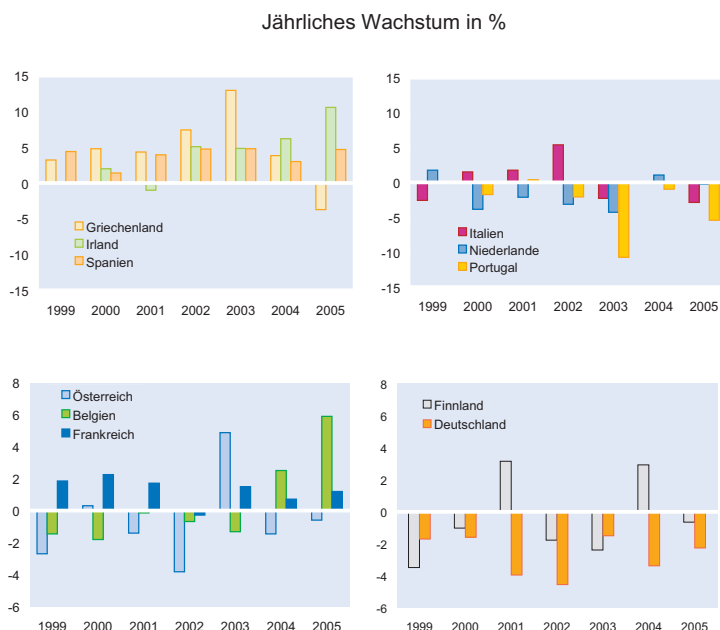 Jährliches Wachstum in %
15
10
5
0
-5
-10
-15
Griechenland
Irland
Spanien
1999 2000 2001 2002 2003 2004 2005
15
10
5
0
-5
-10
-15
Italien
Niederlande
Portugal
1999 2000 2001 2002 2003 2004 2005
8
6
4
2
0
-2
-4
-6
Österreich
Belgien
Frankreich
1999 2000 2001 2002 2003 2004 2005
8
6
4
2
0
-2
-4
-6
Finnland
Deutschland
1999 2000 2001 2002 2003 2004 2005